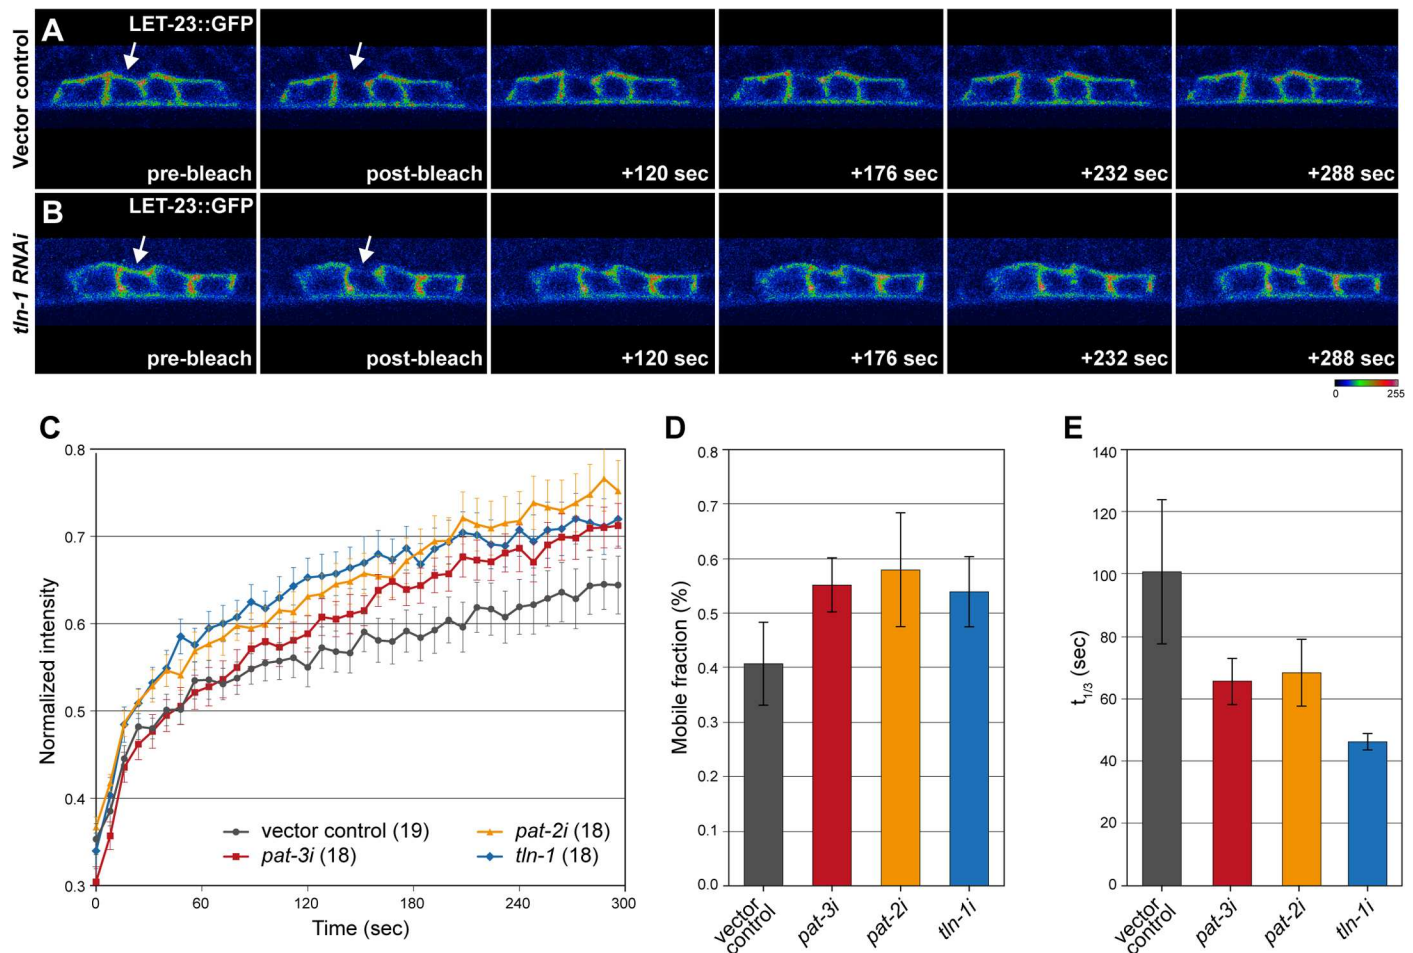 A
LET-23::GFP
Vector control
pre-bleach
post-bleach
+120 sec
+176 sec
+232 sec
+288 sec
B
LET-23::GFP
tln-1 RNAi
pre-bleach
post-bleach
+120 sec
+176 sec
+232 sec
+288 sec
0
255
C
0.8
0.7
0.6
0.5
0.4
0.3
Normalized intensity
0
60
120
180
240
300
Time (sec)
vector control (19)
pat-3i (18)
pat-2i (18)
tln-1 (18)
D
0.8
0.7
0.6
0.5
0.4
0.3
0.2
0.1
0.0
Mobile fraction (%)
vector
control
pat-3i
pat-2i
tln-1i
E
140
120
100
80
60
40
20
0
t1/3 (sec)
vector
control
pat-3i
pat-2i
tln-1i